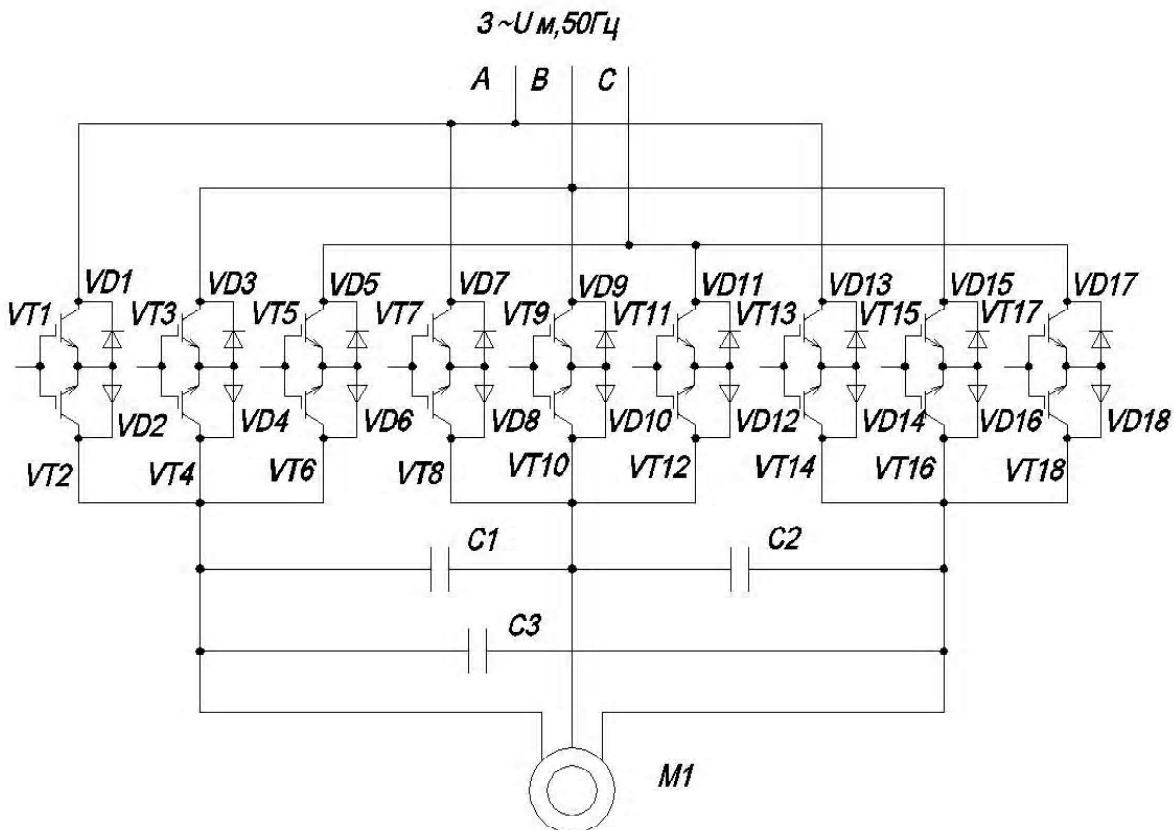 3 ~U м,50Гц
A B C
VD1 VD3 VD5 VD7 VD9 VD11 VD13 VD15 VD17
VT1 VT3 VT5 VT7 VT9 VT11 VT13 VT15 VT17
VD2 VD4 VD6 VD8 VD10 VD12 VD14 VD16 VD18
VT2 VT4 VT6 VT8 VT10 VT12 VT14 VT16 VT18
C1 C2
C3
M1